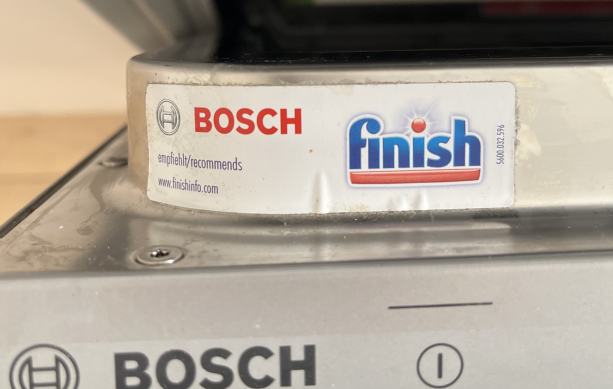 BOSCH
empfiehlt/recommends
www.finishinfo.com
finish
5600.032.596
BOSCH